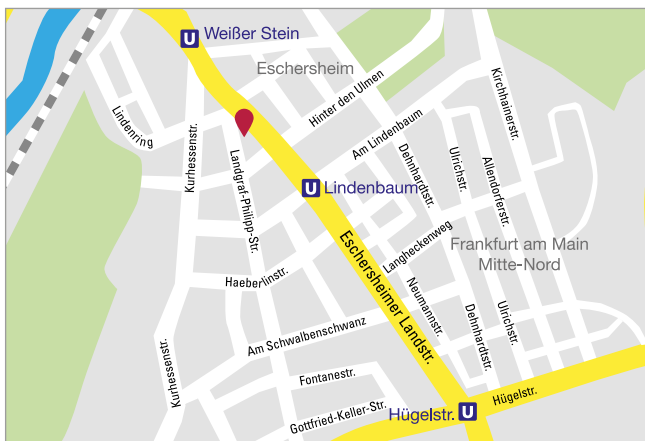 U Weißer Stein
Eschersheim
Kirchhainerstr.
Hinter den Ulmen
Lindenring
Kurhessenstr.
Landgraf-Philipp-Str.
Am Lindenbaum
Dehnhardtstr.
Ulrichstr.
Allendorferstr.
U Lindenbaum
Eschersheimer Landstr.
Langheckenweg
Frankfurt am Main
Mitte-Nord
Haeberlinstr.
Neumannstr.
Dehnhardtstr.
Ulrichstr.
Am Schwalbenschwanz
Kurhessenstr.
Fontanestr.
Gottfried-Keller-Str.
Hügelstr. U
Hügelstr.